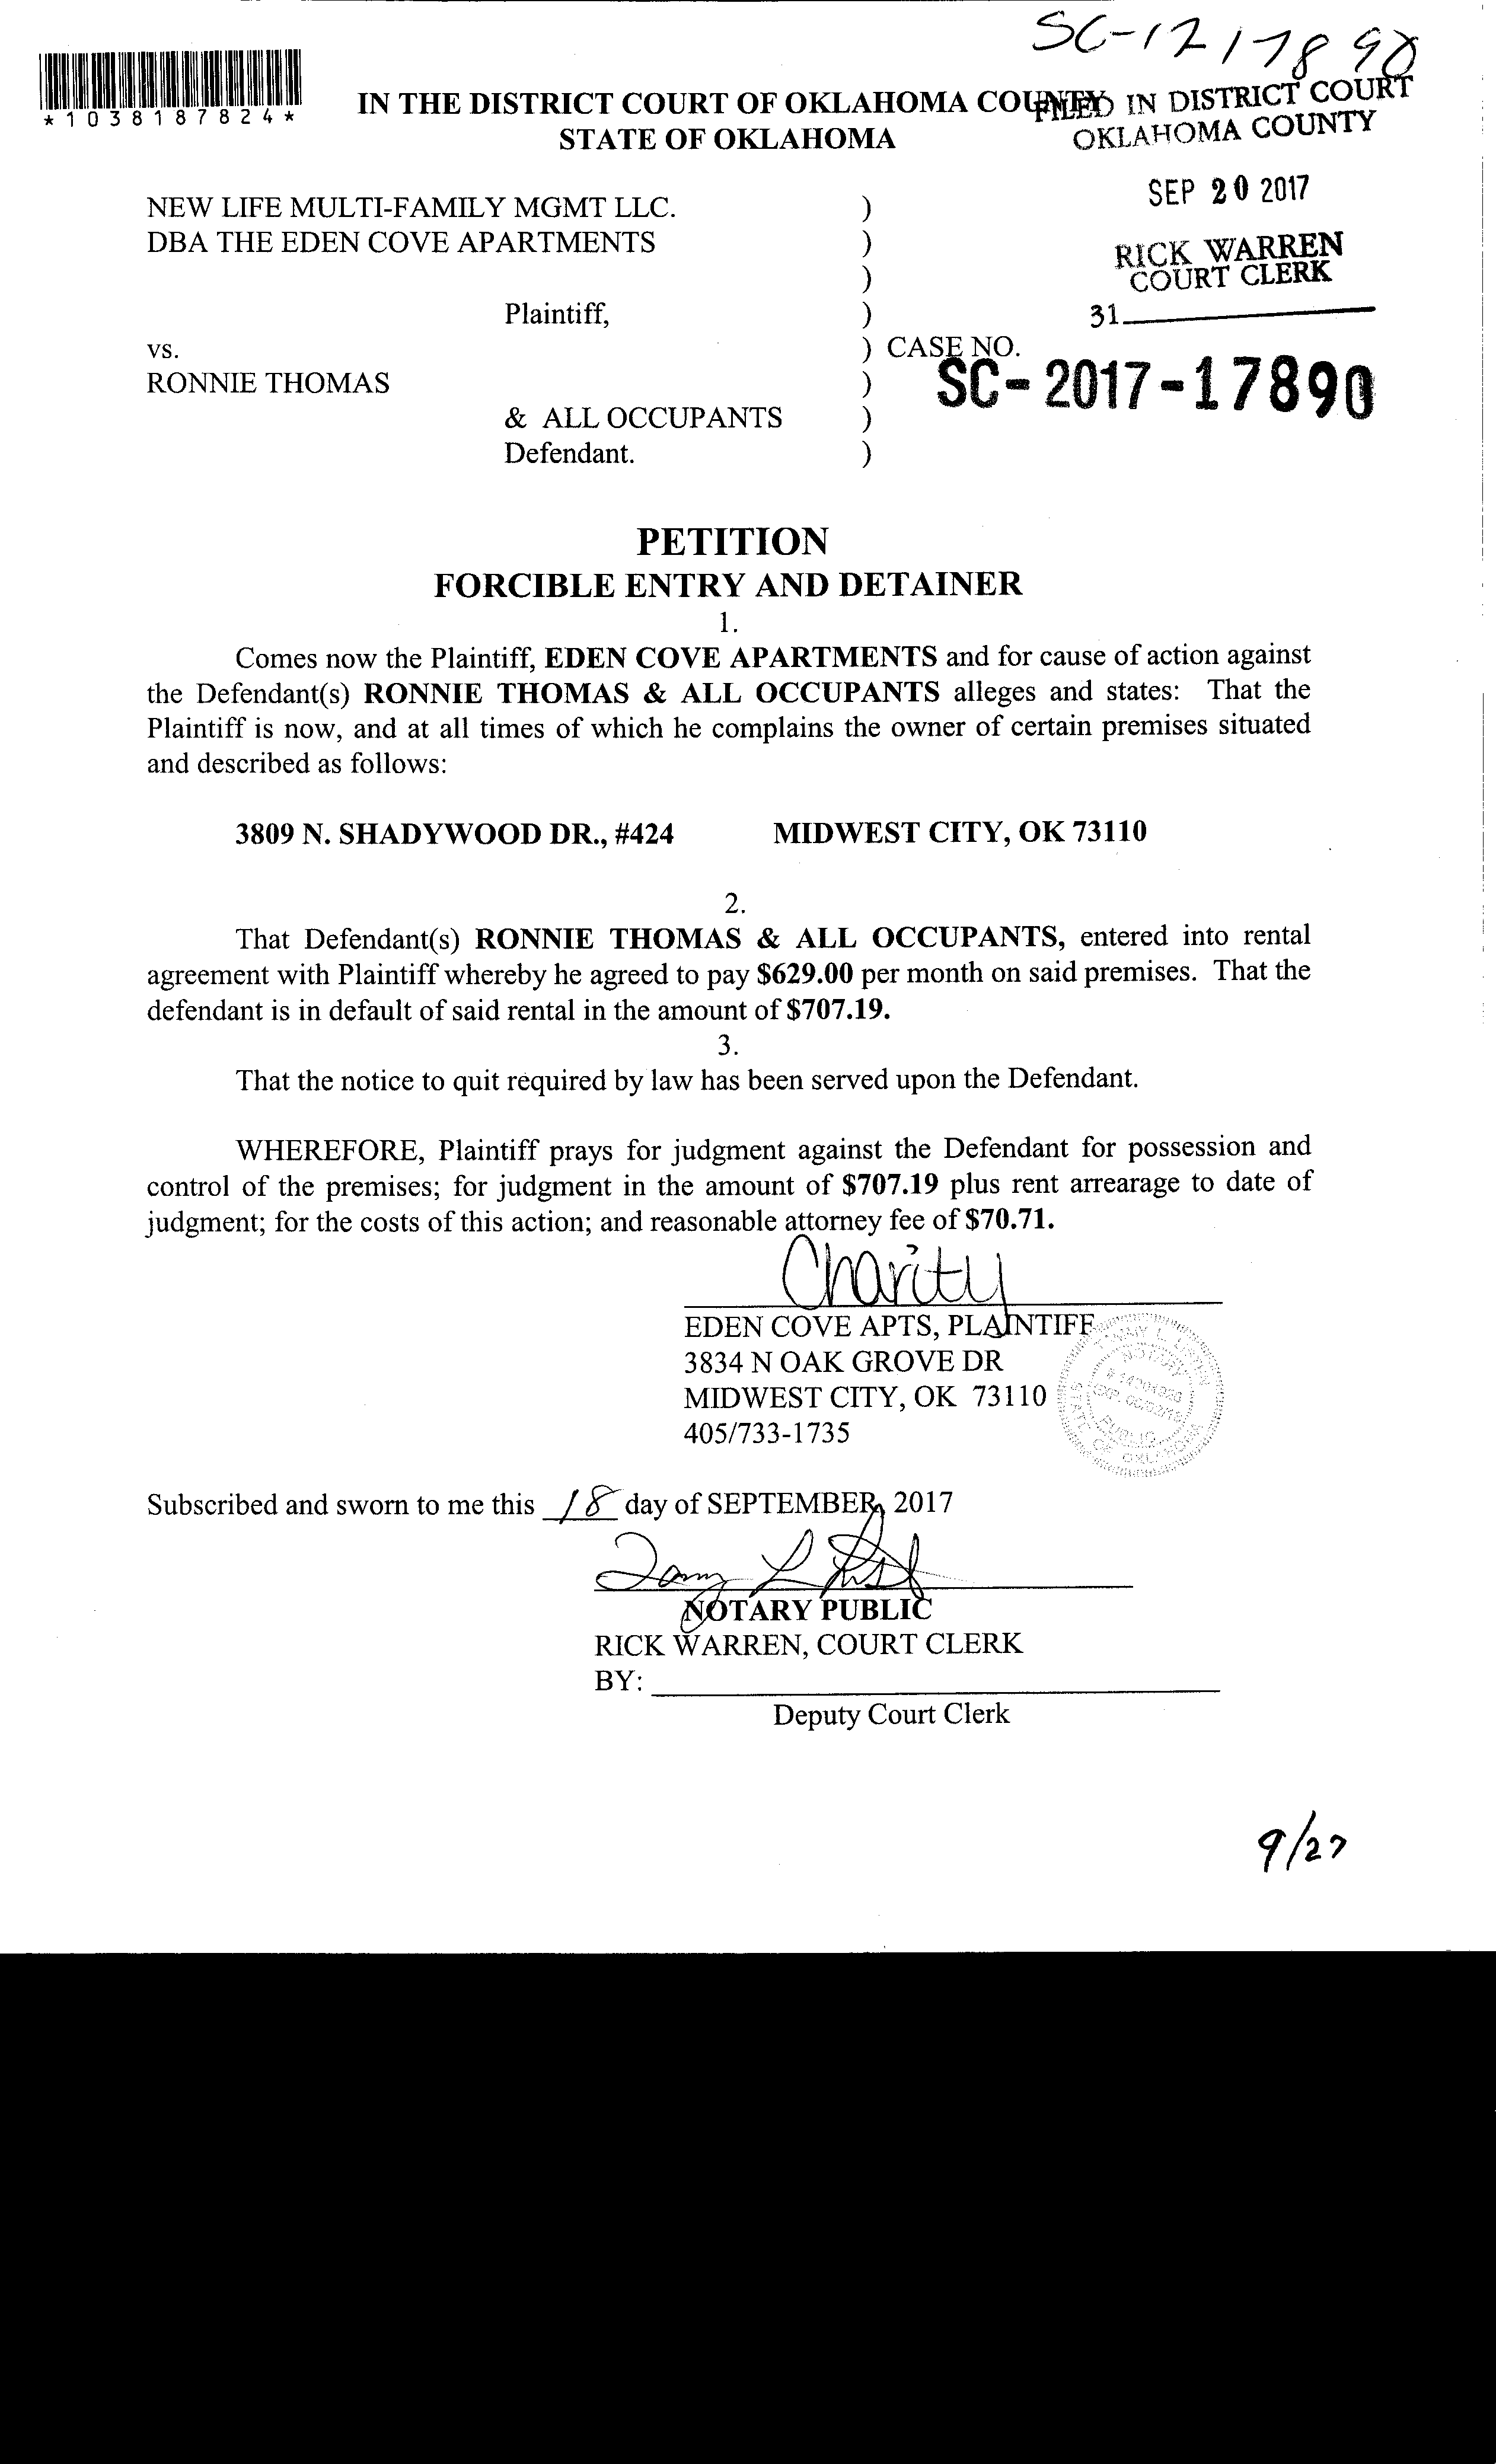 SC-17 17890
*1038187824*
IN THE DISTRICT COURT OF OKLAHOMA COUNTY
STATE OF OKLAHOMA
FILED IN DISTRICT COURT
OKLAHOMA COUNTY
SEP 20 2017
RICK WARREN
COURT CLERK
31
NEW LIFE MULTI-FAMILY MGMT LLC. )
DBA THE EDEN COVE APARTMENTS )
)
Plaintiff, )
vs. ) CASE NO.
SC-2017-17890
RONNIE THOMAS )
& ALL OCCUPANTS )
Defendant. )
PETITION
FORCIBLE ENTRY AND DETAINER
1.
Comes now the Plaintiff, EDEN COVE APARTMENTS and for cause of action against
the Defendant(s) RONNIE THOMAS & ALL OCCUPANTS alleges and states: That the
Plaintiff is now, and at all times of which he complains the owner of certain premises situated
and described as follows:
3809 N. SHADYWOOD DR., #424 MIDWEST CITY, OK 73110
2.
That Defendant(s) RONNIE THOMAS & ALL OCCUPANTS, entered into rental
agreement with Plaintiff whereby he agreed to pay $629.00 per month on said premises. That the
defendant is in default of said rental in the amount of $707.19.
3.
That the notice to quit required by law has been served upon the Defendant.
WHEREFORE, Plaintiff prays for judgment against the Defendant for possession and
control of the premises; for judgment in the amount of $707.19 plus rent arrearage to date of
judgment; for the costs of this action; and reasonable attorney fee of $70.71.
Charity
EDEN COVE APTS, PLAINTIFF
3834 N OAK GROVE DR
MIDWEST CITY, OK 73110
405/733-1735
NOTARY
PUBLIC
STATE OF OKLAHOMA
Subscribed and sworn to me this 18 day of SEPTEMBER, 2017
NOTARY PUBLIC
RICK WARREN, COURT CLERK
BY:
Deputy Court Clerk
9/27